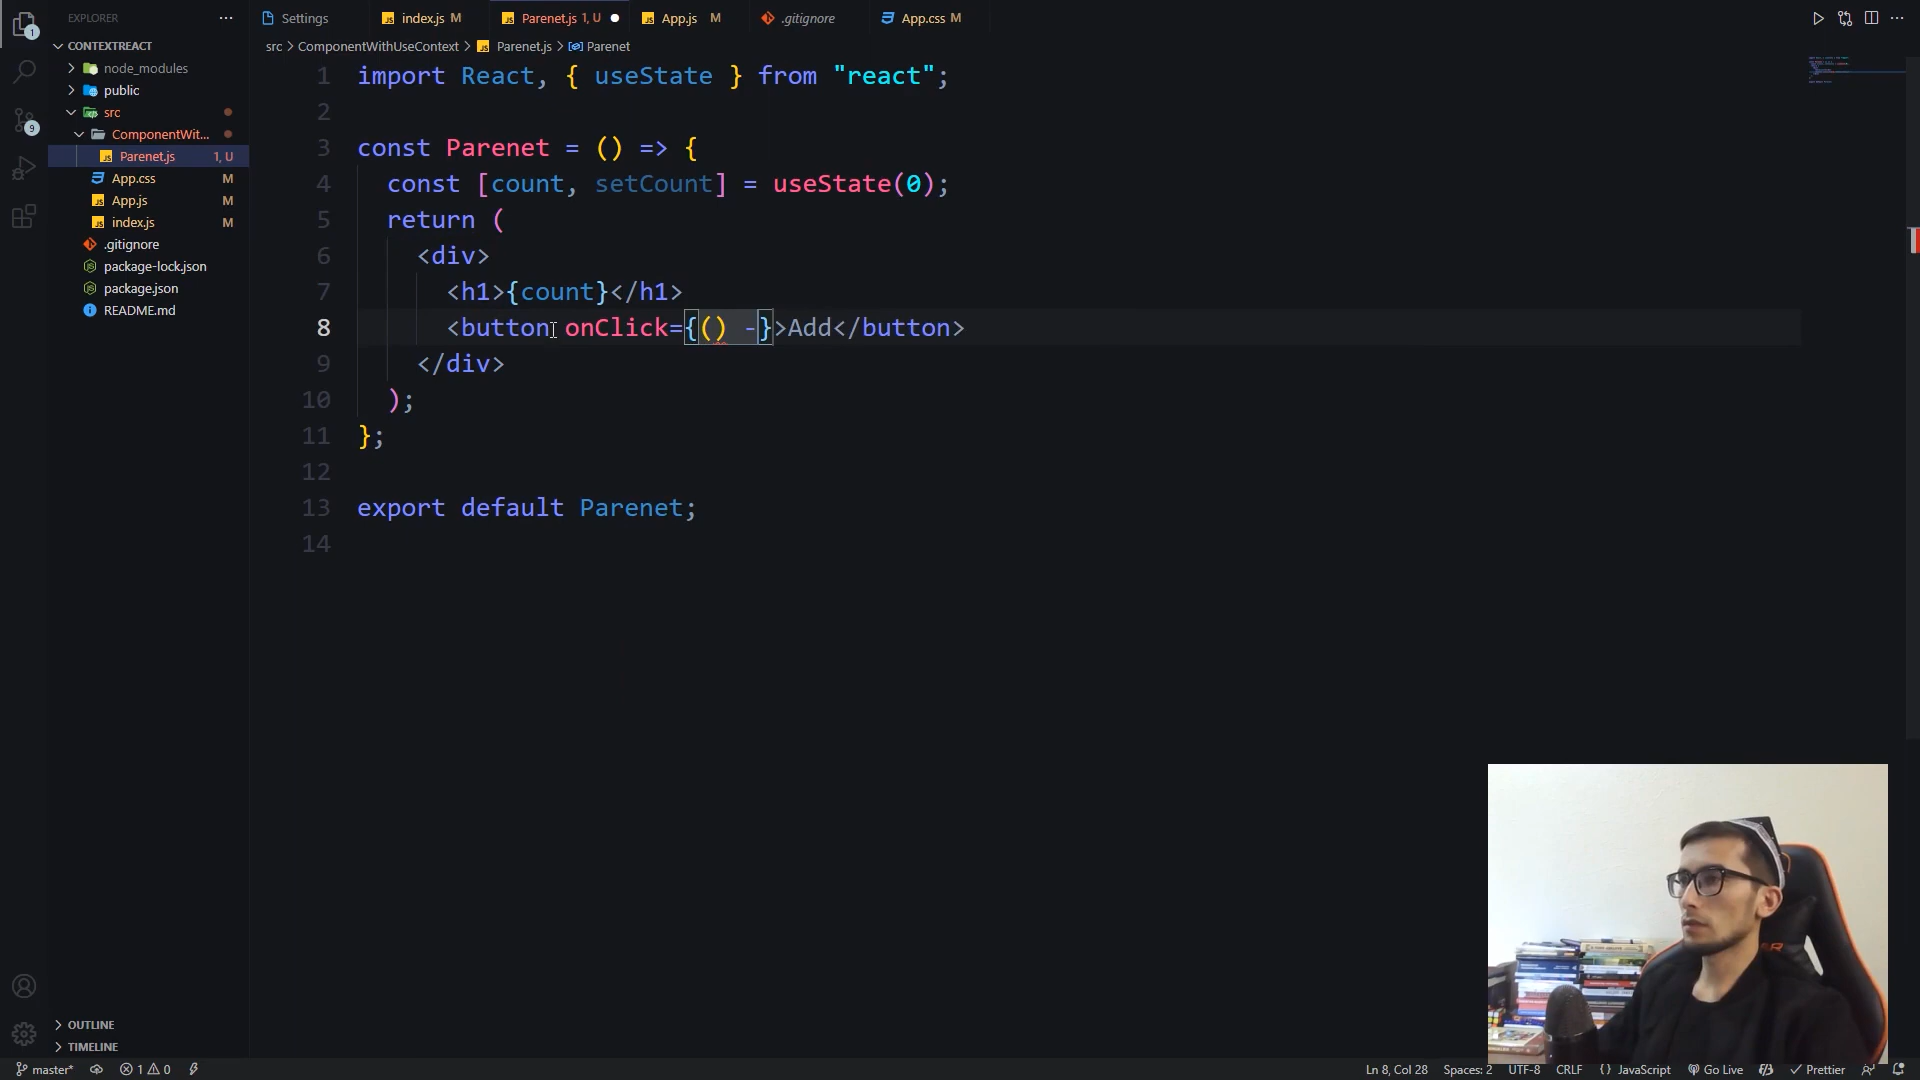 EXPLORER
CONTEXTREACT
node_modules
public
src
ComponentWit...
Parenet.js 1, U
App.css M
App.js M
index.js M
.gitignore
package-lock.json
package.json
README.md
OUTLINE
TIMELINE
1
9
Settings
index.js M
Parenet.js 1, U
App.js M
.gitignore
App.css M
src > ComponentWithUseContext > Parenet.js > Parenet
1 import React, { useState } from "react";
2
3 const Parenet = () => {
4 const [count, setCount] = useState(0);
5 return (
6 <div>
7 <h1>{count}</h1>
8 <button onClick={() -}>Add</button>
9 </div>
10 );
11 };
12
13 export default Parenet;
14
master* 1 0
Ln 8, Col 28 Spaces: 2 UTF-8 CRLF { } JavaScript Go Live Prettier